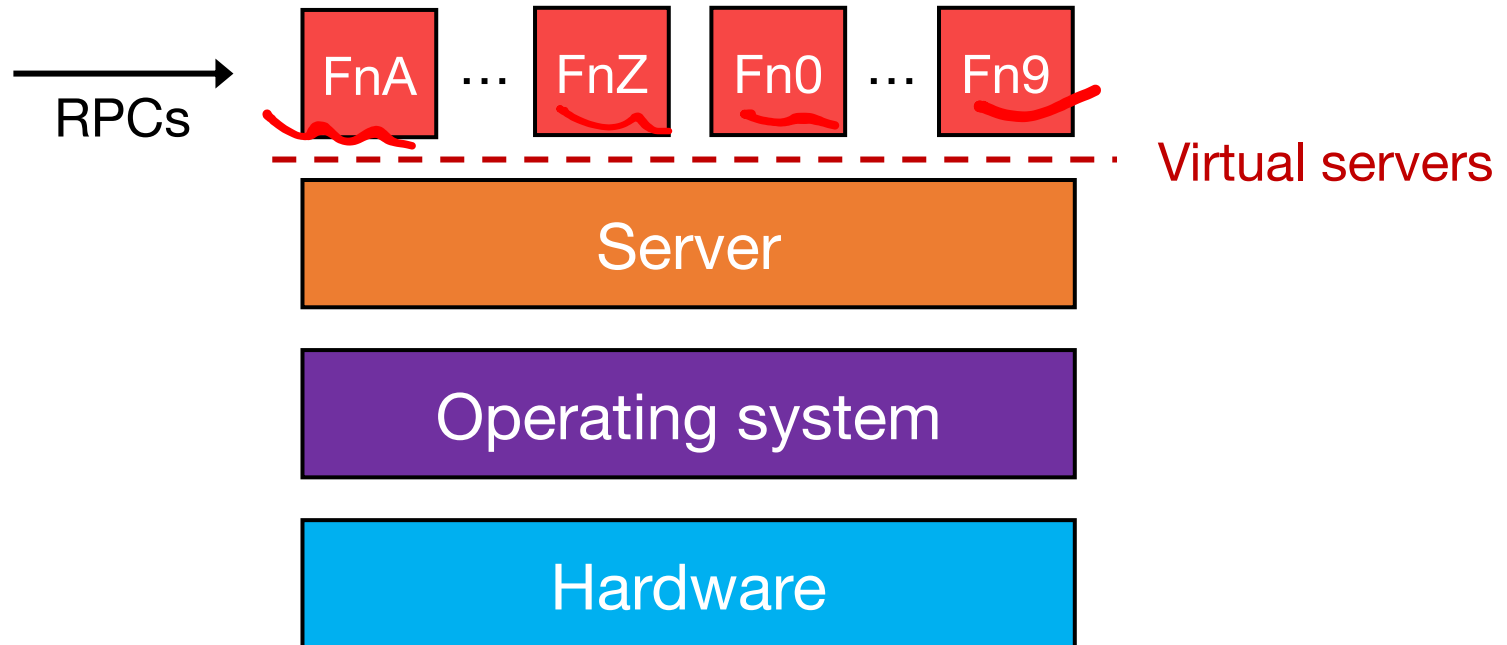 FnA ... FnZ Fn0 ... Fn9
RPCs
Virtual servers
Server
Operating system
Hardware